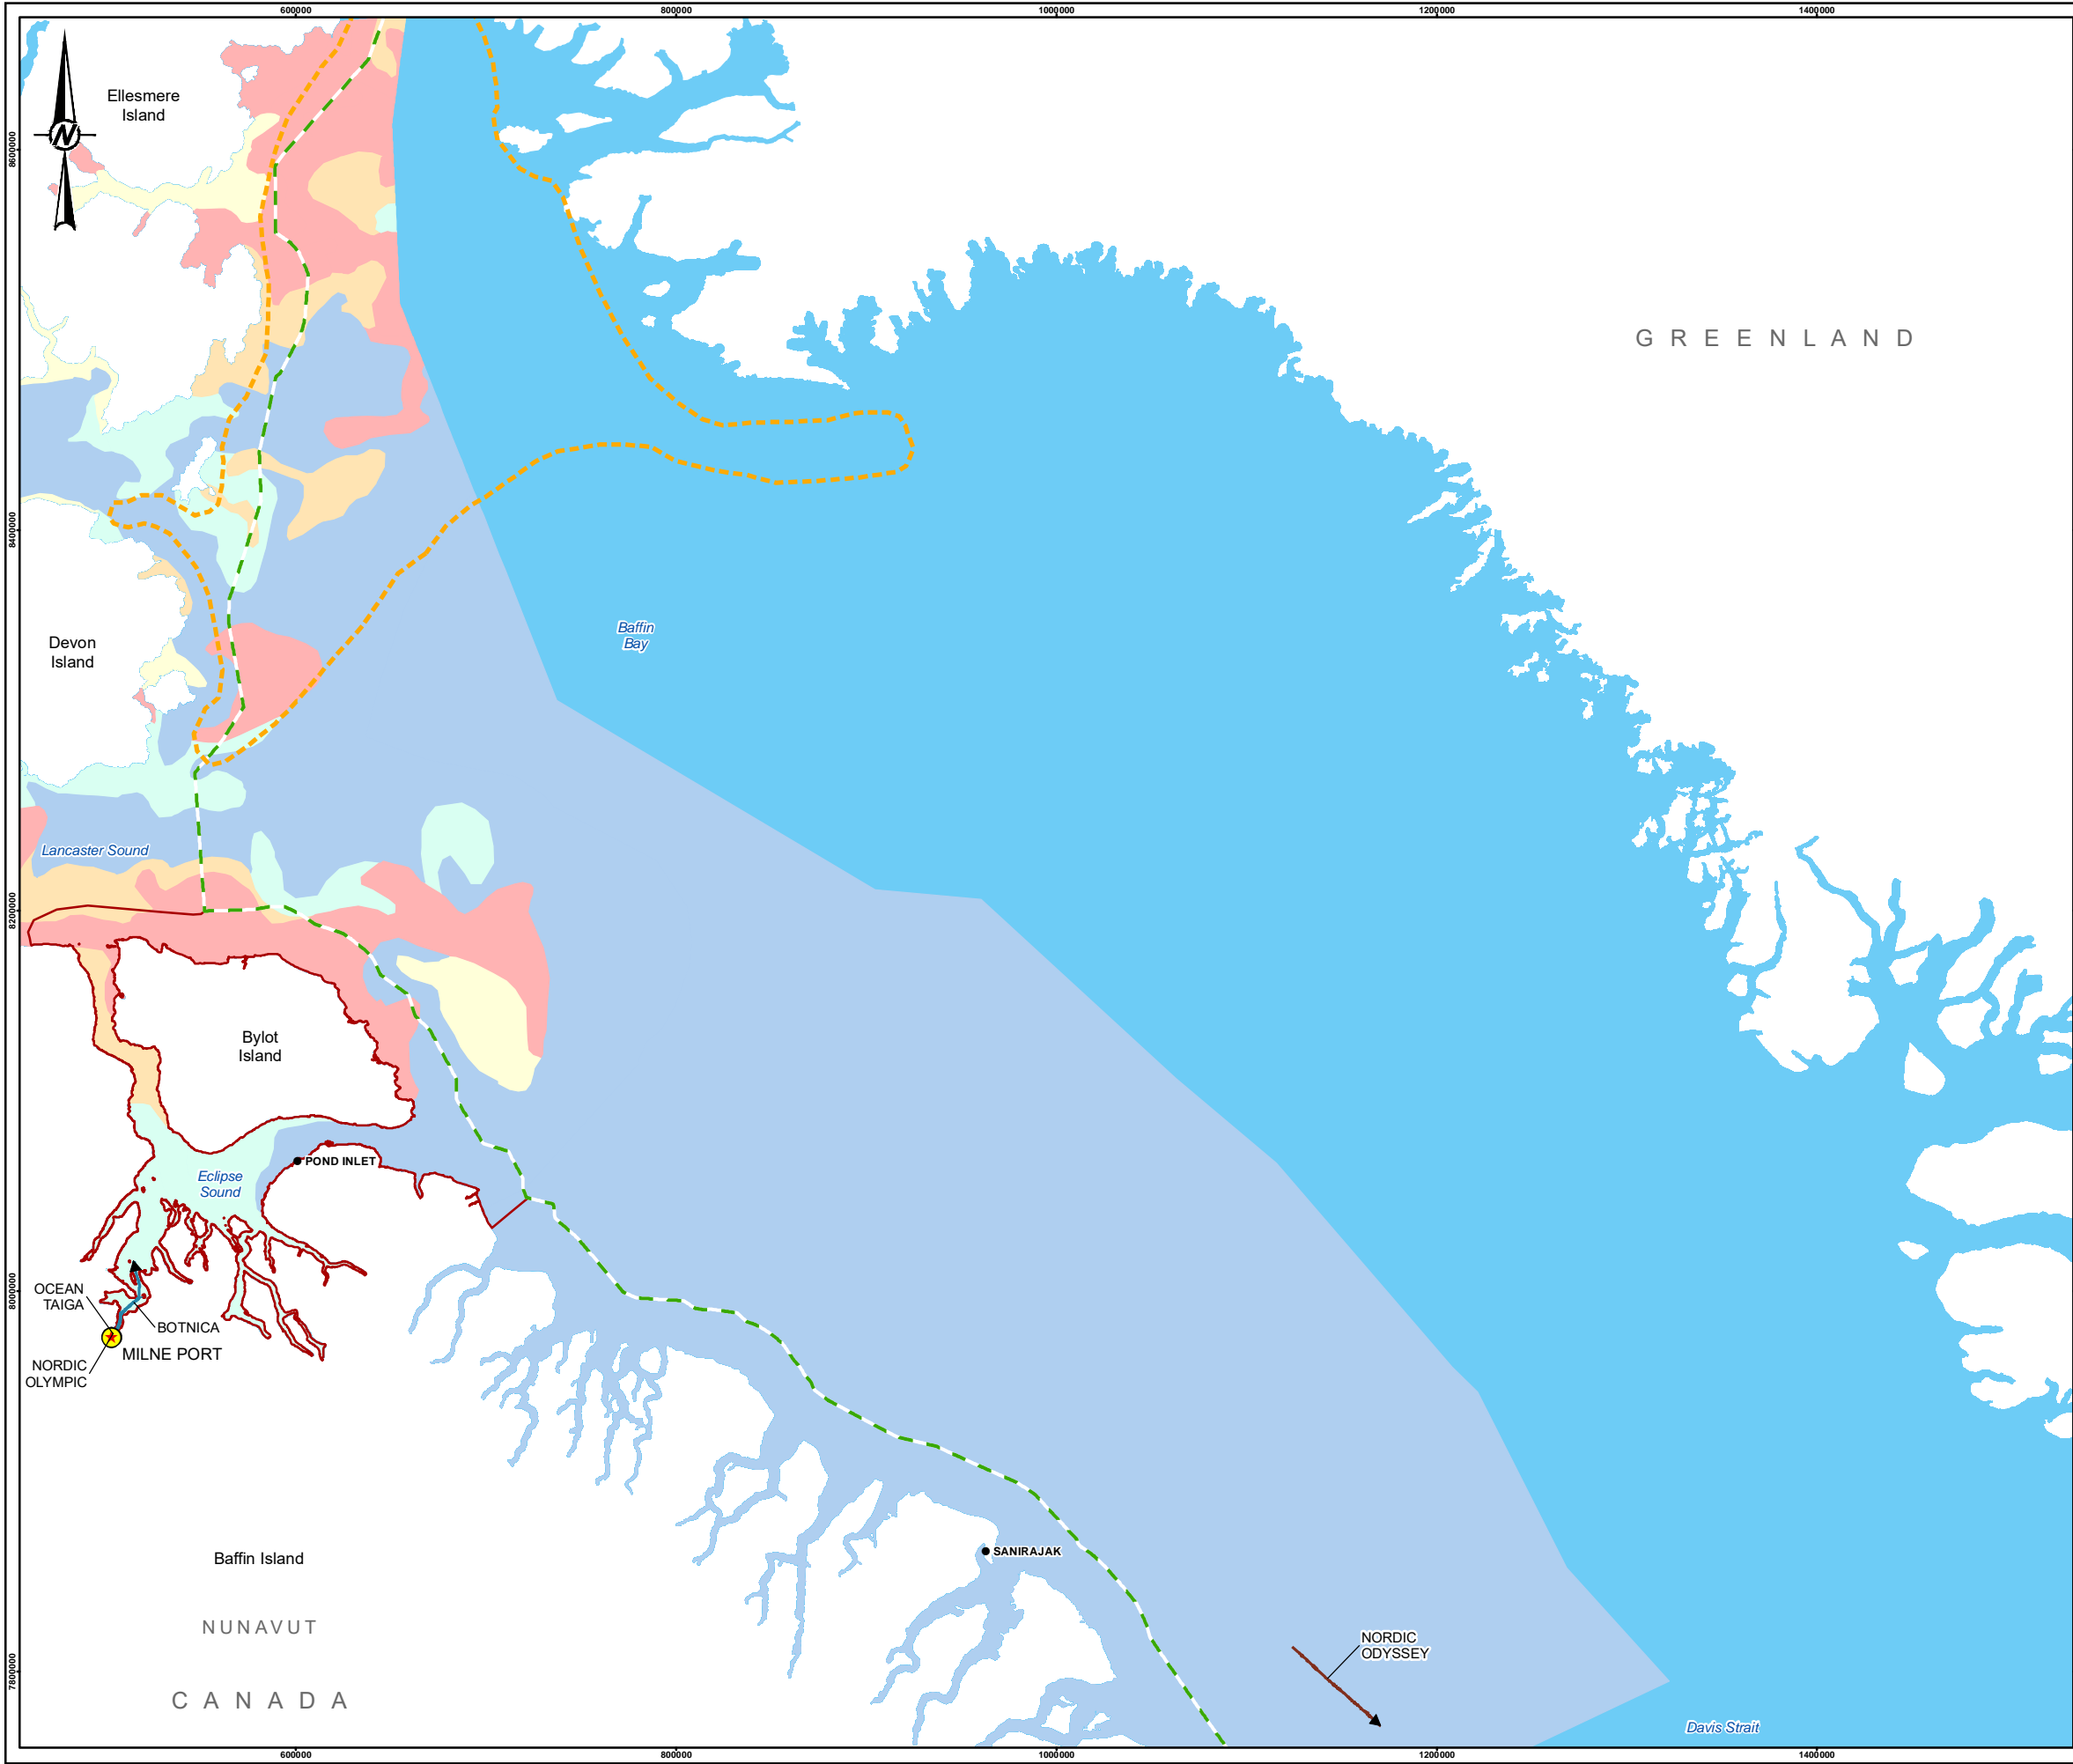 600000
800000
1000000
1200000
1400000
Ellesmere
Island
N
8600000
GREENLAND
8400000
Baffin
Bay
Devon
Island
Lancaster Sound
8200000
Bylot
Island
POND INLET
Eclipse
Sound
8000000
OCEAN
TAIGA
BOTNICA
MILNE PORT
NORDIC
OLYMPIC
Baffin Island
SANIRAJAK
NUNAVUT
NORDIC
ODYSSEY
7800000
CANADA
Davis Strait
600000
800000
1000000
1200000
1400000